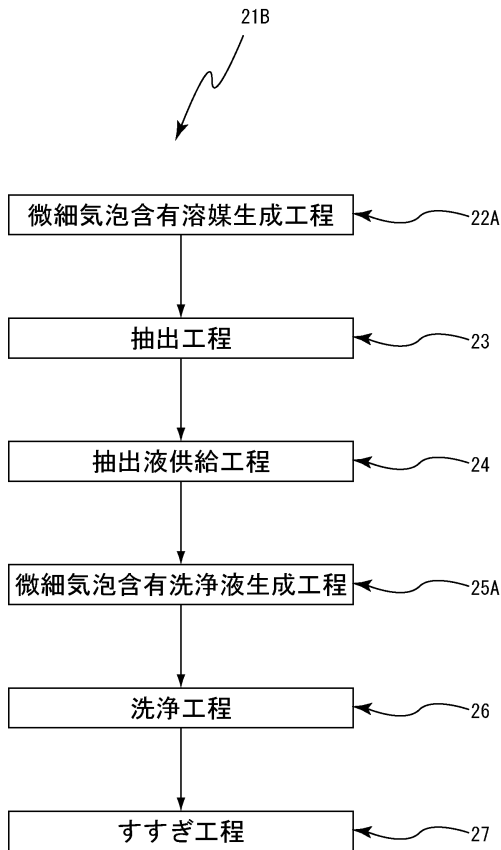 21B
微細気泡含有溶媒生成工程
22A
抽出工程
23
抽出液供給工程
24
微細気泡含有洗浄液生成工程
25A
洗浄工程
26
すすぎ工程
27